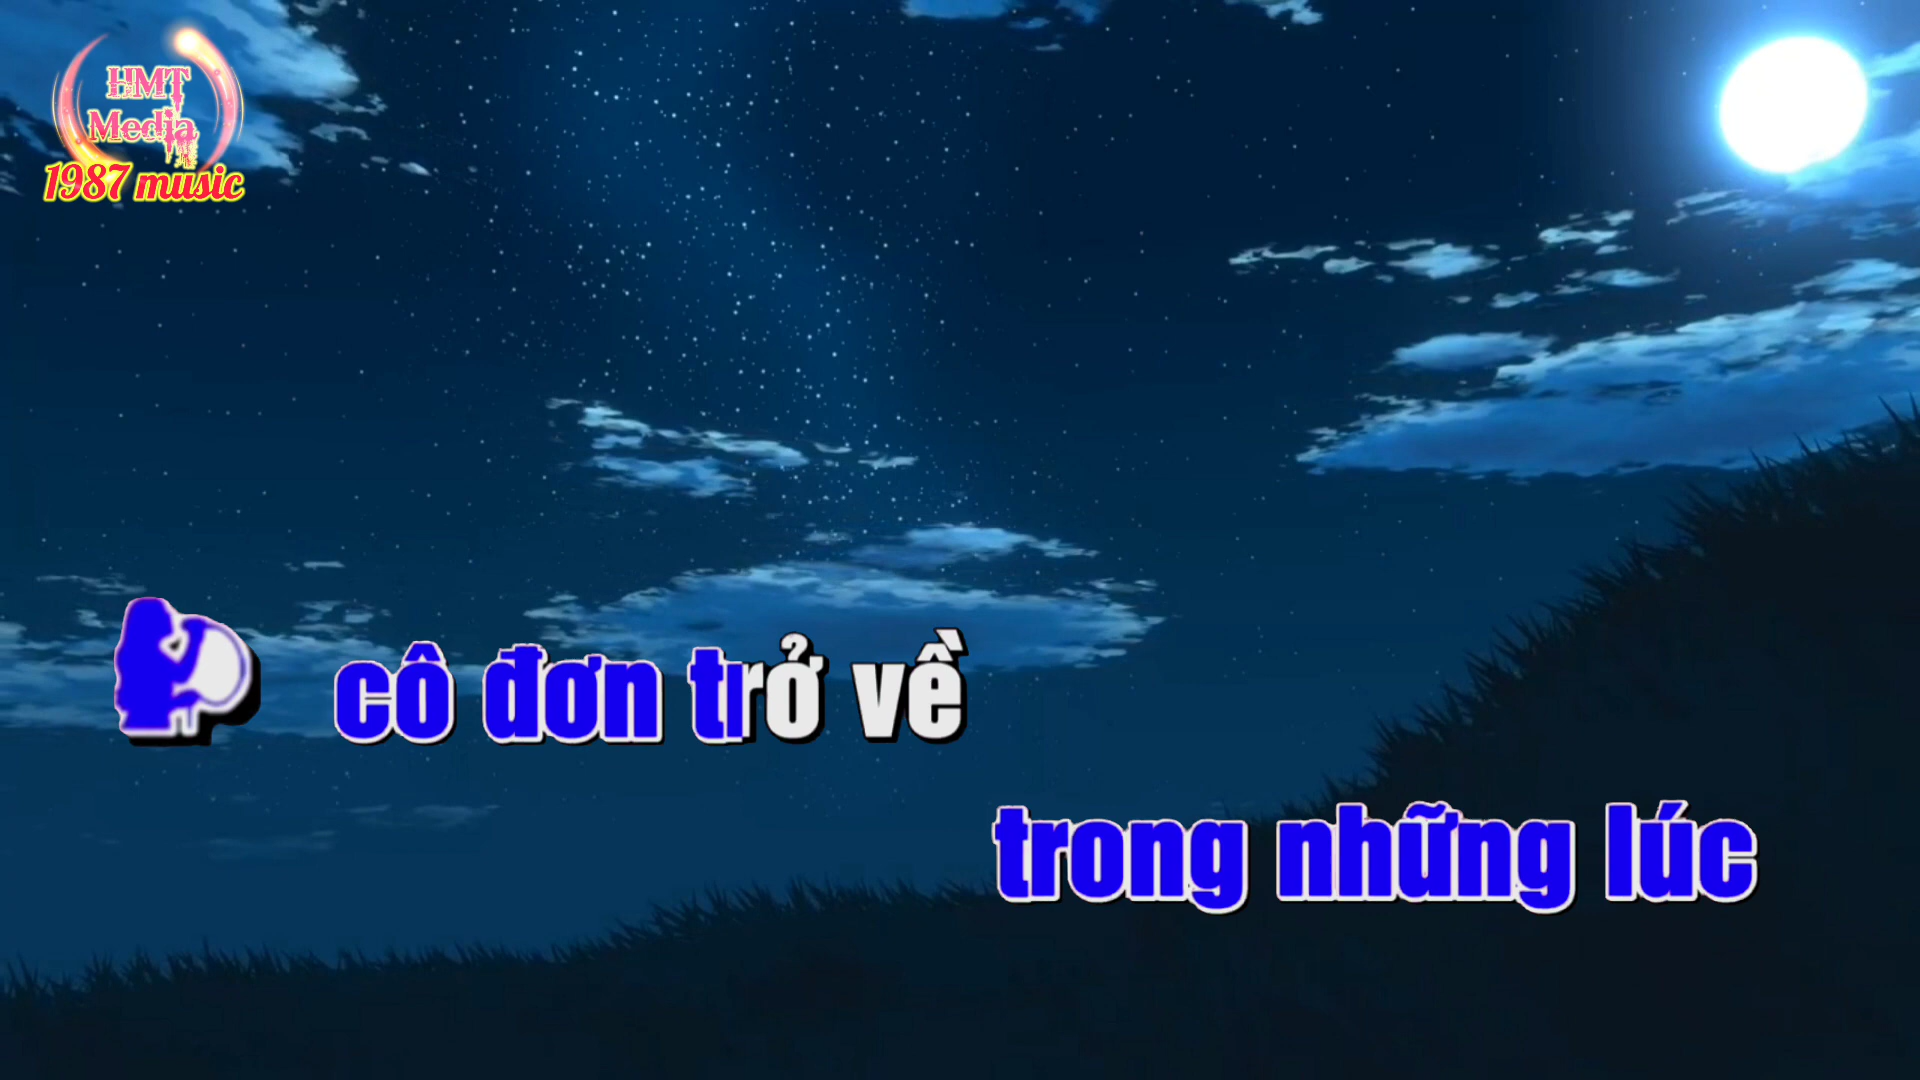 HMT
Media
1987 music
cô đơn trở về
trong những lúc